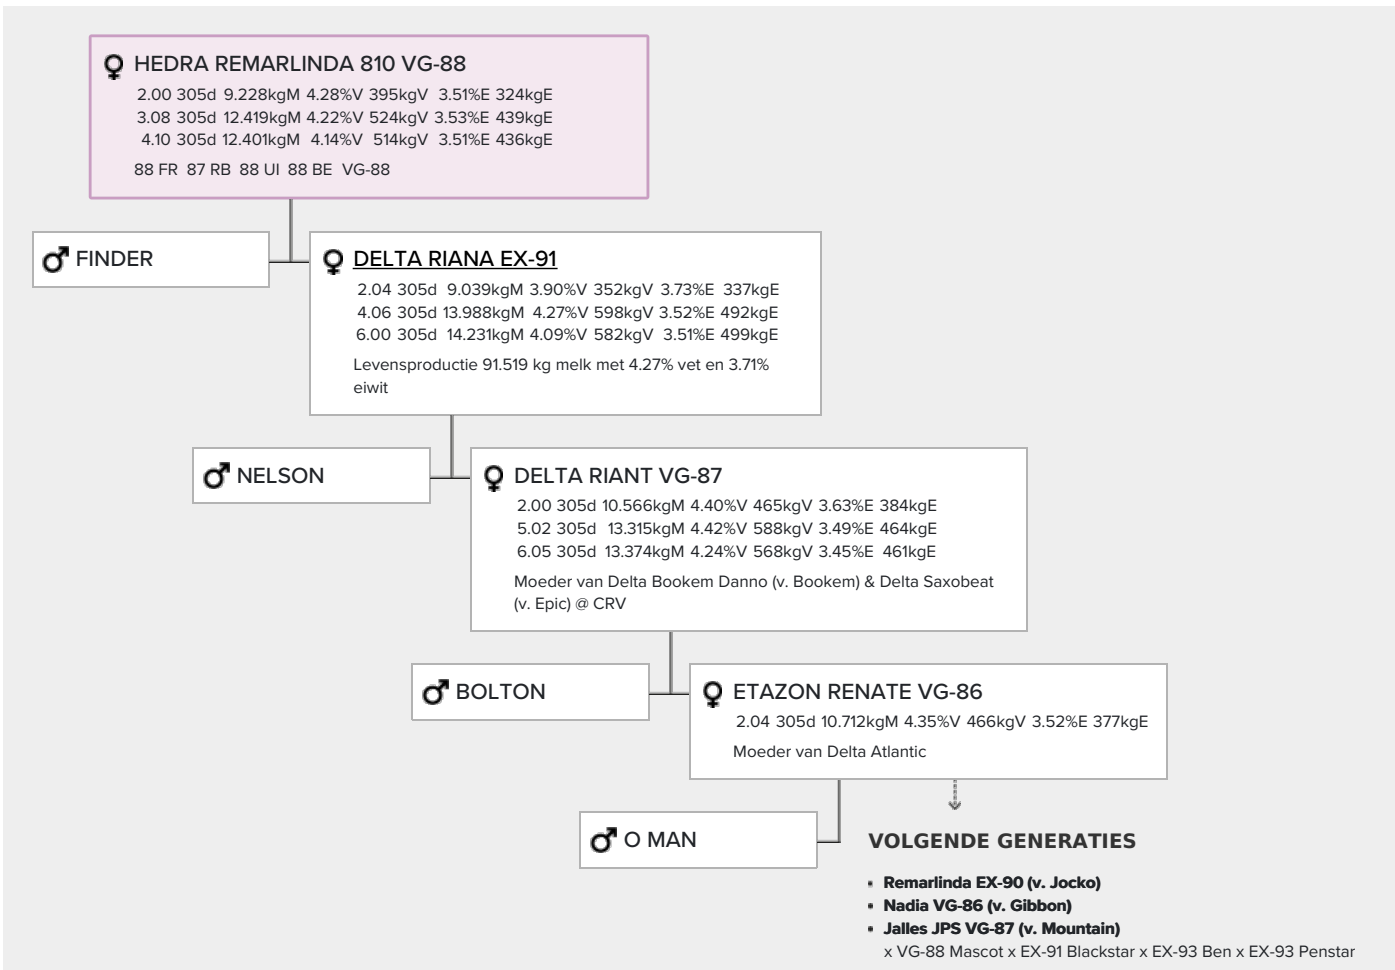 HEDRA REMARLINDA 810 VG-88
2.00 305d 9.228kgM 4.28%V 395kgV 3.51%E 324kgE
3.08 305d 12.419kgM 4.22%V 524kgV 3.53%E 439kgE
4.10 305d 12.401kgM 4.14%V 514kgV 3.51%E 436kgE
88 FR 87 RB 88 UI 88 BE VG-88
FINDER
DELTA RIANA EX-91
2.04 305d 9.039kgM 3.90%V 352kgV 3.73%E 337kgE
4.06 305d 13.988kgM 4.27%V 598kgV 3.52%E 492kgE
6.00 305d 14.231kgM 4.09%V 582kgV 3.51%E 499kgE
Levensproductie 91.519 kg melk met 4.27% vet en 3.71%
eiwit
NELSON
DELTA RIANT VG-87
2.00 305d 10.566kgM 4.40%V 465kgV 3.63%E 384kgE
5.02 305d 13.315kgM 4.42%V 588kgV 3.49%E 464kgE
6.05 305d 13.374kgM 4.24%V 568kgV 3.45%E 461kgE
Moeder van Delta Bookem Danno (v. Bookem) & Delta Saxobeat
(v. Epic) @ CRV
BOLTON
ETAZON RENATE VG-86
2.04 305d 10.712kgM 4.35%V 466kgV 3.52%E 377kgE
Moeder van Delta Atlantic
O MAN
VOLGENDE GENERATIES
• Remarlinda EX-90 (v. Jocko)
• Nadia VG-86 (v. Gibbon)
• Jalles JPS VG-87 (v. Mountain)
x VG-88 Mascot x EX-91 Blackstar x EX-93 Ben x EX-93 Penstar